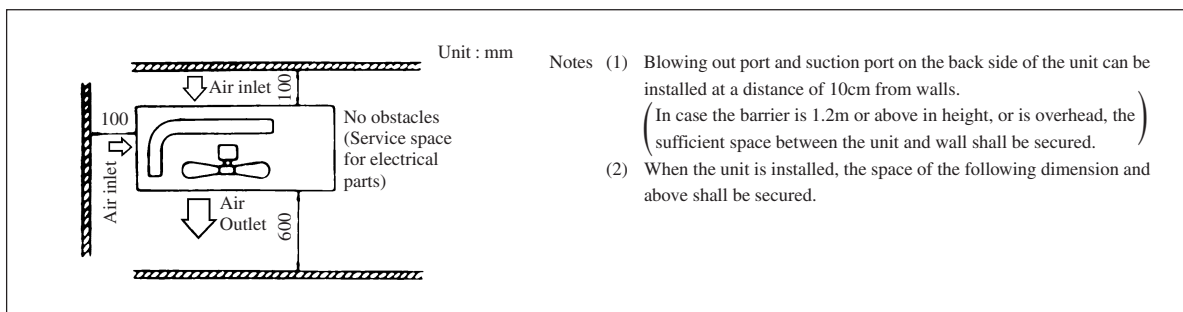 Unit : mm
Air inlet
100
100
Air inlet
No obstacles
(Service space
for electrical
parts)
Air
Outlet
600
Notes (1) Blowing out port and suction port on the back side of the unit can be
installed at a distance of 10cm from walls.
(In case the barrier is 1.2m or above in height, or is overhead, the
sufficient space between the unit and wall shall be secured.)
(2) When the unit is installed, the space of the following dimension and
above shall be secured.